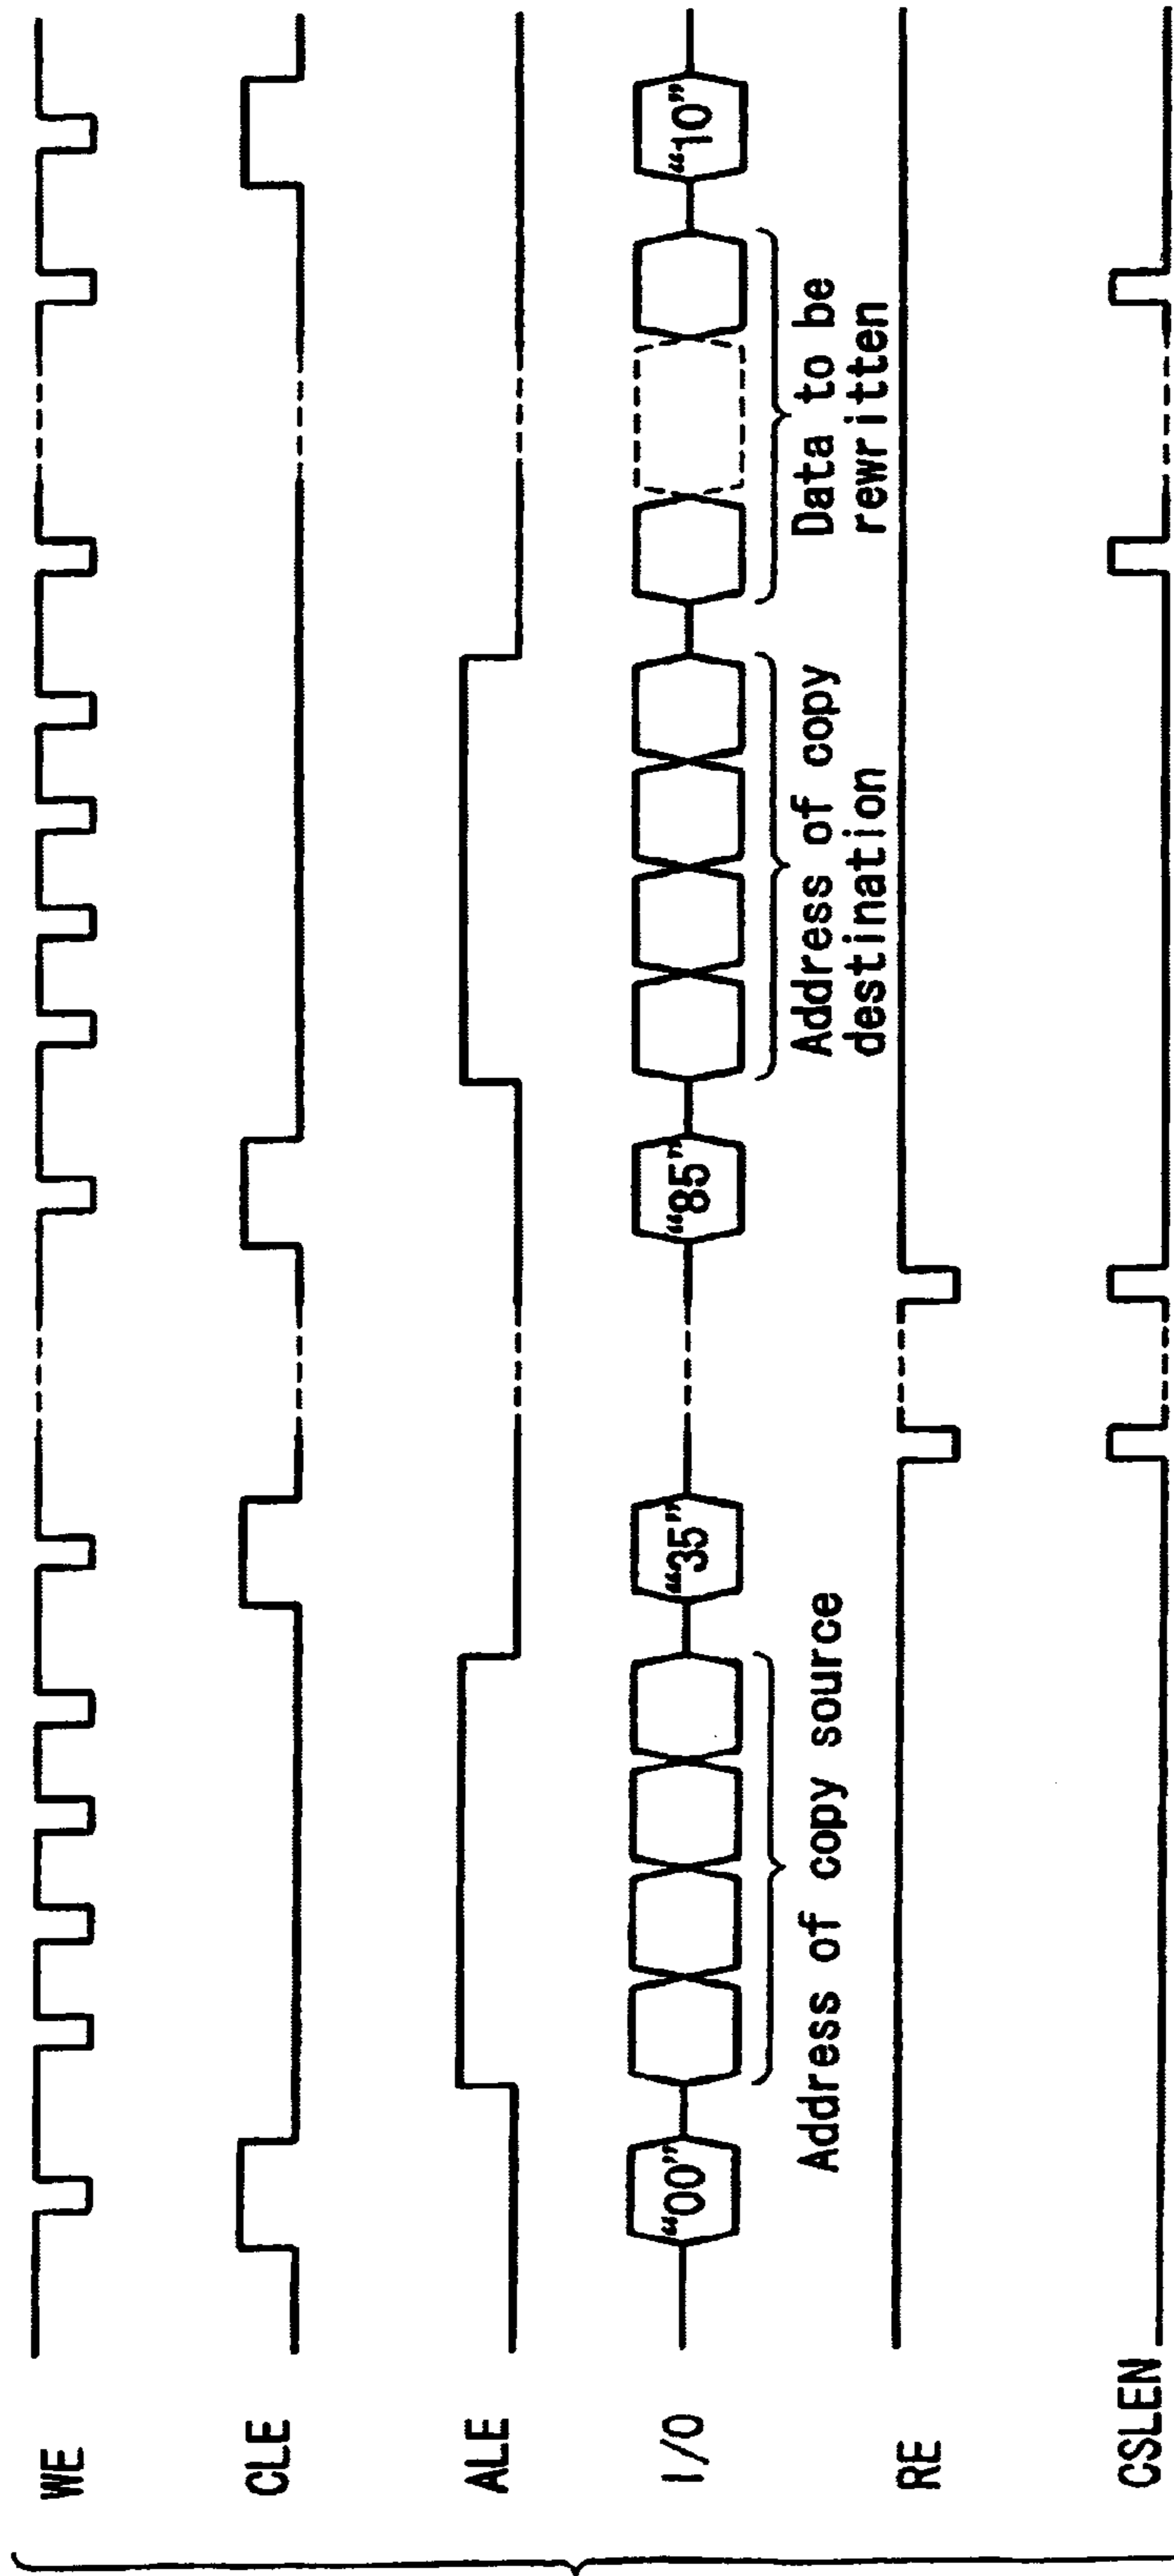 WE
CLE
ALE
I/O
“00”
“35”
“85”
“10”
Address of copy source
Address of copy
destination
Data to be
rewritten
RE
CSLEN